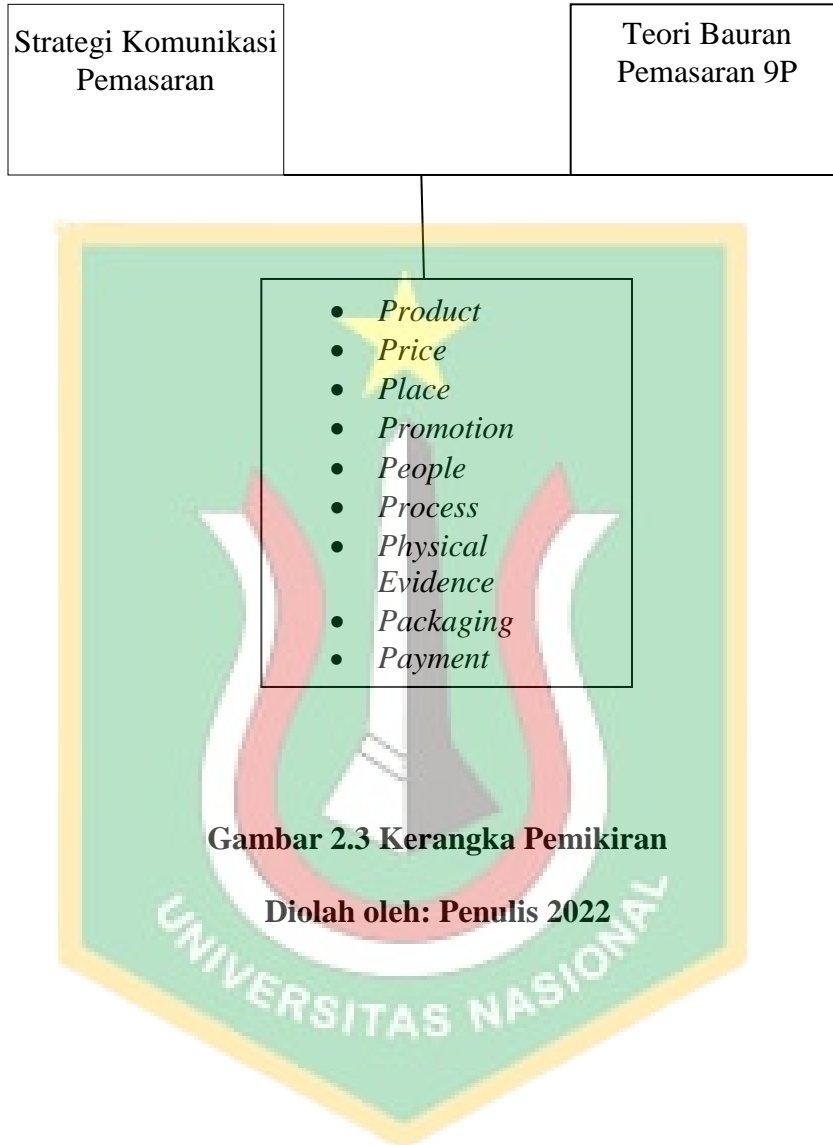 Strategi Komunikasi
Pemasaran
Teori Bauran
Pemasaran 9P
• Product
• Price
• Place
• Promotion
• People
• Process
• Physical
Evidence
• Packaging
• Payment
Gambar 2.3 Kerangka Pemikiran
Diolah oleh: Penulis 2022
UNIVERSITAS NASIONAL